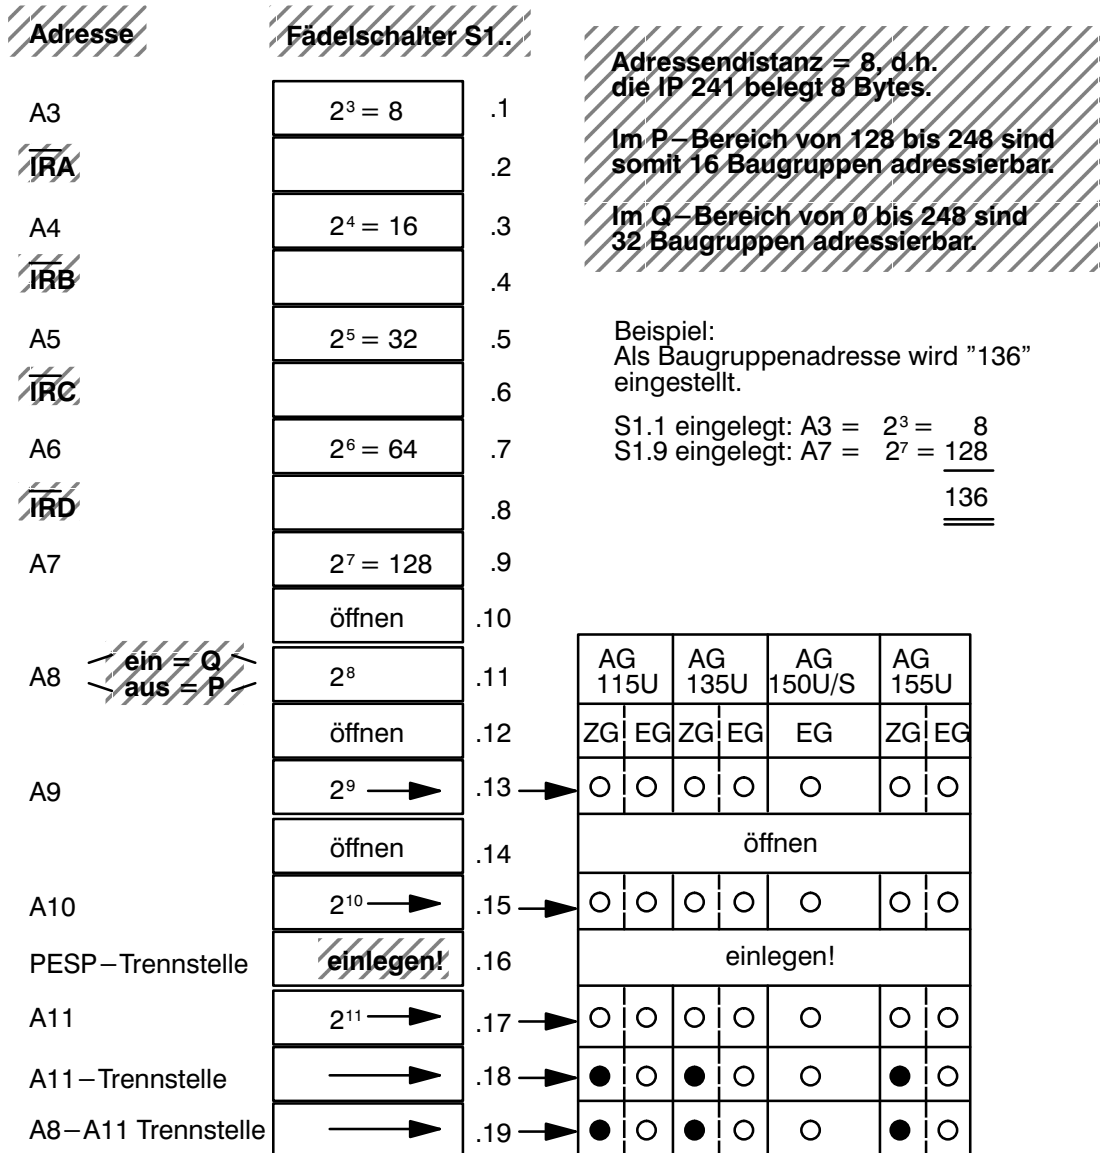 Adresse Fädelschalter S1..
A3 2³ = 8 .1
IRA .2
A4 2⁴ = 16 .3
IRB .4
A5 2⁵ = 32 .5
IRC .6
A6 2⁶ = 64 .7
IRD .8
A7 2⁷ = 128 .9
öffnen .10
A8 ein = Q aus = P 2⁸ .11
öffnen .12
A9 2⁹ .13
öffnen .14
A10 2¹⁰ .15
PESP–Trennstelle einlegen! .16
A11 2¹¹ .17
A11–Trennstelle .18
A8–A11 Trennstelle .19
Adressendistanz = 8, d.h.
die IP 241 belegt 8 Bytes.
Im P–Bereich von 128 bis 248 sind
somit 16 Baugruppen adressierbar.
Im Q–Bereich von 0 bis 248 sind
32 Baugruppen adressierbar.
Beispiel:
Als Baugruppenadresse wird ”136”
eingestellt.
S1.1 eingelegt: A3 = 2³ = 8
S1.9 eingelegt: A7 = 2⁷ = 128
136
AG 115U AG 135U AG 150U/S AG 155U
ZG EG ZG EG EG ZG EG
öffnen
einlegen!